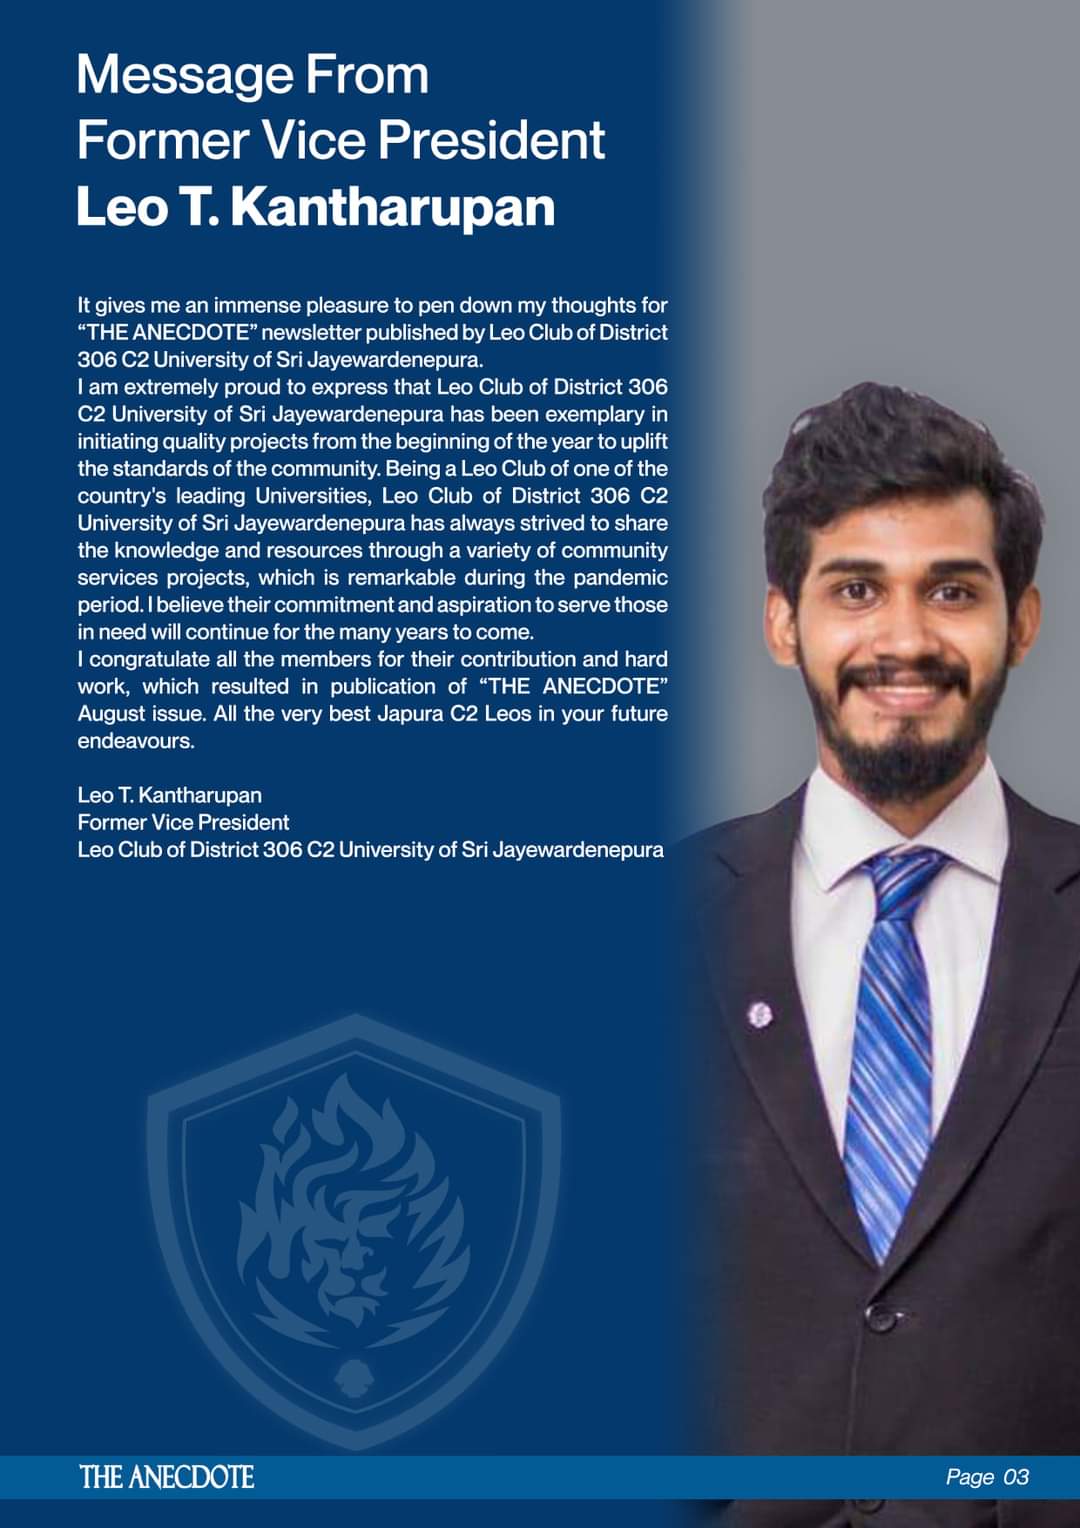 Message From
Former Vice President
Leo T. Kantharupan
It gives me an immense pleasure to pen down my thoughts for
“THE ANECDOTE” newsletter published by Leo Club of District
306 C2 University of Sri Jayewardenepura.
I am extremely proud to express that Leo Club of District 306
C2 University of Sri Jayewardenepura has been exemplary in
initiating quality projects from the beginning of the year to uplift
the standards of the community. Being a Leo Club of one of the
country's leading Universities, Leo Club of District 306 C2
University of Sri Jayewardenepura has always strived to share
the knowledge and resources through a variety of community
services projects, which is remarkable during the pandemic
period. I believe their commitment and aspiration to serve those
in need will continue for the many years to come.
I congratulate all the members for their contribution and hard
work, which resulted in publication of “THE ANECDOTE”
August issue. All the very best Japura C2 Leos in your future
endeavours.
Leo T. Kantharupan
Former Vice President
Leo Club of District 306 C2 University of Sri Jayewardenepura
THE ANECDOTE
Page 03